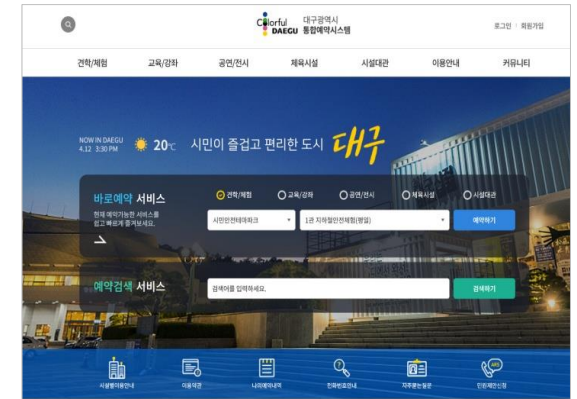 Colorful
DAEGU
대구광역시
통합예약시스템
로그인
회원가입
견학/체험
교육/강좌
공연/전시
체육시설
시설대관
이용안내
커뮤니티
NOW IN DAEGU
4.12 3:30 PM
20℃
시민이 즐겁고 편리한 도시 대구
바로예약 서비스
현재 예약가능한 서비스를
쉽고 빠르게 즐겨보세요.
견학/체험
교육/강좌
공연/전시
체육시설
시설대관
시민안전테마파크
1관 지하철안전체험(평일)
예약하기
예약검색 서비스
검색어를 입력하세요.
검색하기
시설별이용안내
이용약관
나의예약내역
전화번호안내
자주묻는질문
민원제안신청